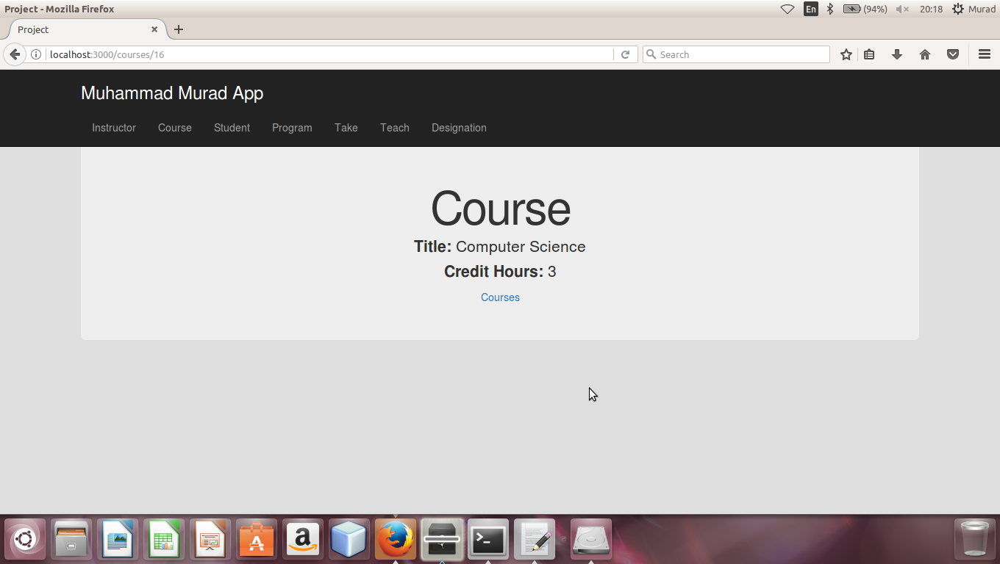 Project - Mozilla Firefox
En (94%) 20:18 Murad
Project
localhost:3000/courses/16
Search
Muhammad Murad App
Instructor Course Student Program Take Teach Designation
Course
Title: Computer Science
Credit Hours: 3
Courses